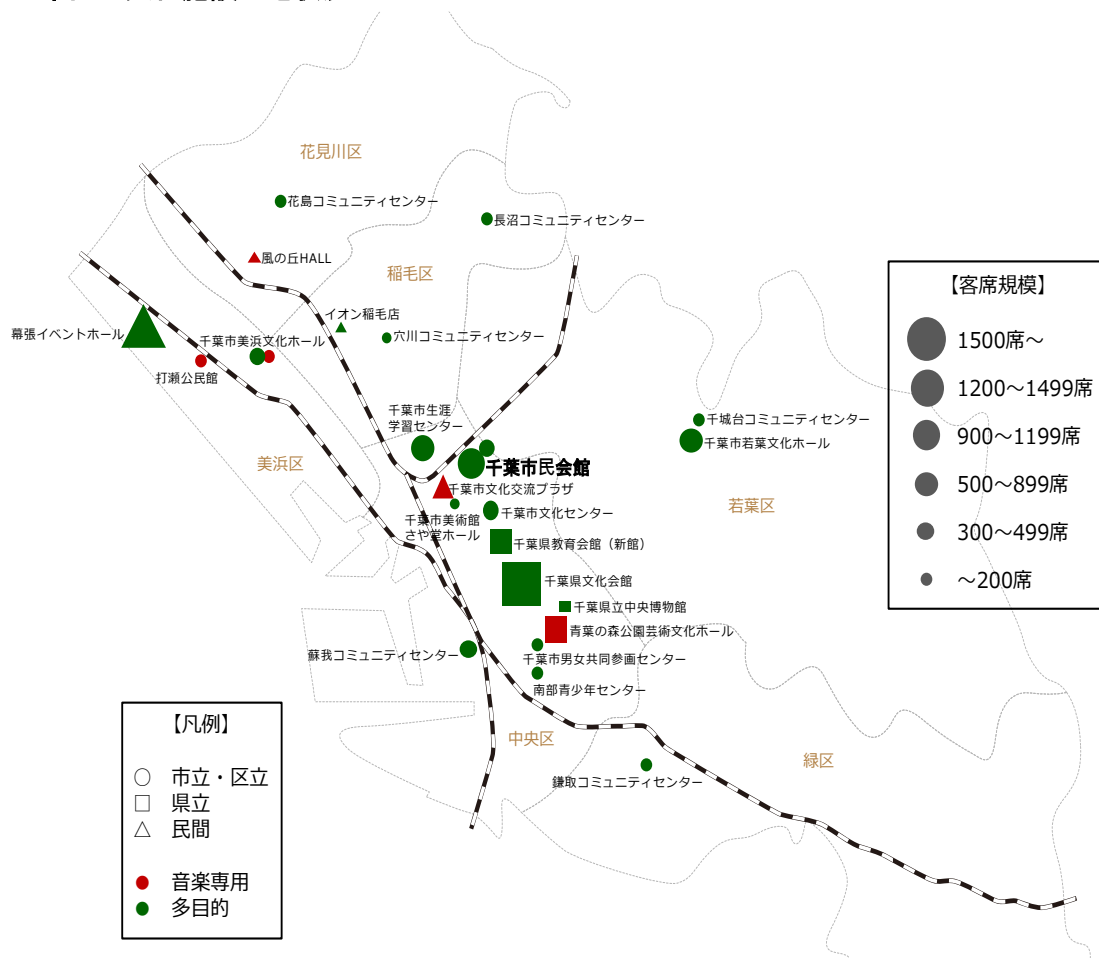 花見川区
花島コミュニティセンター
長沼コミュニティセンター
風の丘HALL
稲毛区
イオン稲毛店
幕張イベントホール
千葉市美浜文化ホール
穴川コミュニティセンター
打瀬公民館
千葉市生涯
学習センター
千城台コミュニティセンター
千葉市若葉文化ホール
美浜区
千葉市民会館
千葉市文化交流プラザ
若葉区
千葉市美術館
さや堂ホール
千葉市文化センター
千葉県教育会館（新館）
千葉県文化会館
千葉県立中央博物館
青葉の森公園芸術文化ホール
蘇我コミュニティセンター
千葉市男女共同参画センター
南部青少年センター
中央区
緑区
鎌取コミュニティセンター
【客席規模】
1500席～
1200～1499席
900～1199席
500～899席
300～499席
～200席
【凡例】
市立・区立
県立
民間
音楽専用
多目的